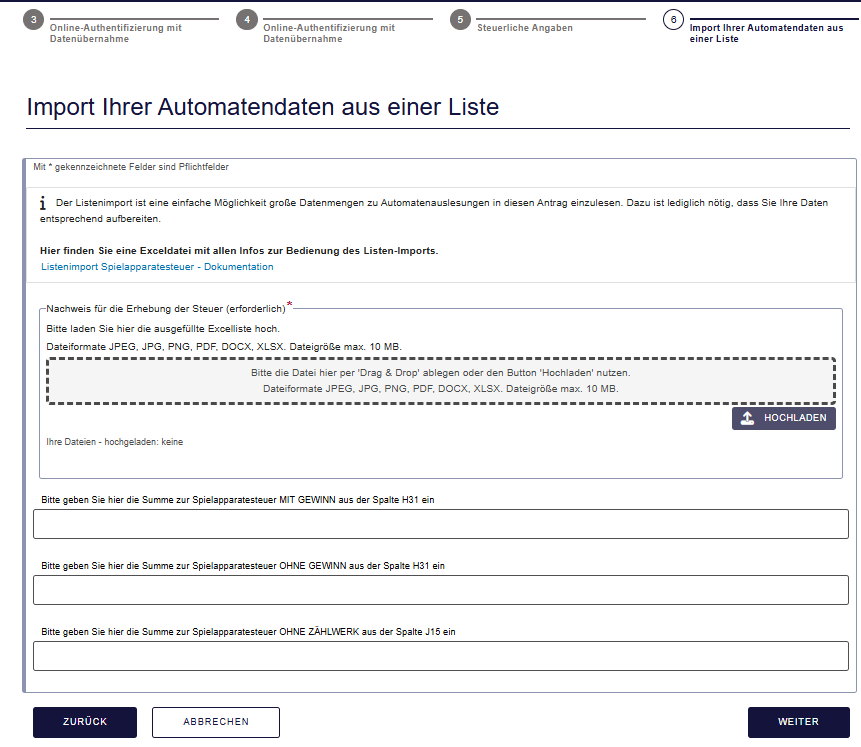 3
Online-Authentifizierung mit
Datenübernahme
4
Online-Authentifizierung mit
Datenübernahme
5
Steuerliche Angaben
6
Import Ihrer Automatendaten aus
einer Liste
Import Ihrer Automatendaten aus einer Liste
Mit * gekennzeichnete Felder sind Pflichtfelder
i Der Listenimport ist eine einfache Möglichkeit große Datenmengen zu Automatenauslesungen in diesen Antrag einzulesen. Dazu ist lediglich nötig, dass Sie Ihre Daten
entsprechend aufbereiten.
Hier finden Sie eine Exceldatei mit allen Infos zur Bedienung des Listen-Imports.
Listenimport Spielapparatesteuer - Dokumentation
Nachweis für die Erhebung der Steuer (erforderlich)*
Bitte laden Sie hier die ausgefüllte Excelliste hoch.
Dateiformate JPEG, JPG, PNG, PDF, DOCX, XLSX. Dateigröße max. 10 MB.
Bitte die Datei hier per 'Drag & Drop' ablegen oder den Button 'Hochladen' nutzen.
Dateiformate JPEG, JPG, PNG, PDF, DOCX, XLSX. Dateigröße max. 10 MB.
HOCHLADEN
Ihre Dateien - hochgeladen: keine
Bitte geben Sie hier die Summe zur Spielapparatesteuer MIT GEWINN aus der Spalte H31 ein
Bitte geben Sie hier die Summe zur Spielapparatesteuer OHNE GEWINN aus der Spalte H31 ein
Bitte geben Sie hier die Summe zur Spielapparatesteuer OHNE ZÄHLWERK aus der Spalte J15 ein
ZURÜCK
ABBRECHEN
WEITER